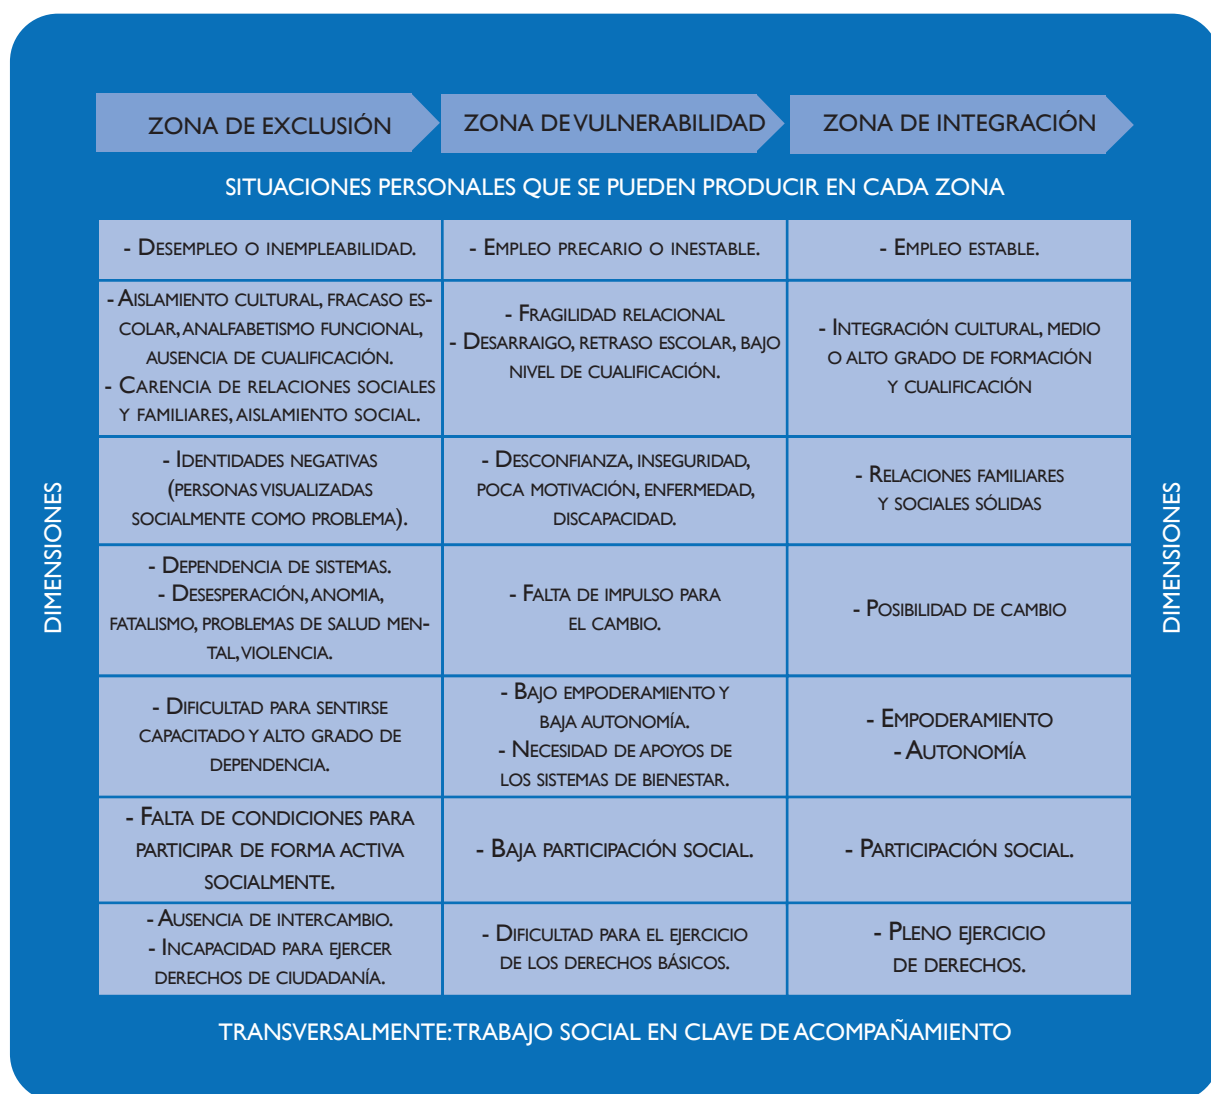 ZONA DE EXCLUSIÓN
ZONA DE VULNERABILIDAD
ZONA DE INTEGRACIÓN
SITUACIONES PERSONALES QUE SE PUEDEN PRODUCIR EN CADA ZONA
DIMENSIONES
- DESEMPLEO O INEMPLEABILIDAD.
- EMPLEO PRECARIO O INESTABLE.
- EMPLEO ESTABLE.
- AISLAMIENTO CULTURAL, FRACASO ES-
COLAR, ANALFABETISMO FUNCIONAL,
AUSENCIA DE CUALIFICACIÓN.
- CARENCIA DE RELACIONES SOCIALES
Y FAMILIARES, AISLAMIENTO SOCIAL.
- FRAGILIDAD RELACIONAL
- DESARRAIGO, RETRASO ESCOLAR, BAJO
NIVEL DE CUALIFICACIÓN.
- INTEGRACIÓN CULTURAL, MEDIO
O ALTO GRADO DE FORMACIÓN
Y CUALIFICACIÓN
- IDENTIDADES NEGATIVAS
(PERSONAS VISUALIZADAS
SOCIALMENTE COMO PROBLEMA).
- DESCONFIANZA, INSEGURIDAD,
POCA MOTIVACIÓN, ENFERMEDAD,
DISCAPACIDAD.
- RELACIONES FAMILIARES
Y SOCIALES SÓLIDAS
- DEPENDENCIA DE SISTEMAS.
- DESESPERACIÓN, ANOMIA,
FATALISMO, PROBLEMAS DE SALUD MEN-
TAL, VIOLENCIA.
- FALTA DE IMPULSO PARA
EL CAMBIO.
- POSIBILIDAD DE CAMBIO
- DIFICULTAD PARA SENTIRSE
CAPACITADO Y ALTO GRADO DE
DEPENDENCIA.
- BAJO EMPODERAMIENTO Y
BAJA AUTONOMÍA.
- NECESIDAD DE APOYOS DE
LOS SISTEMAS DE BIENESTAR.
- EMPODERAMIENTO
- AUTONOMÍA
- FALTA DE CONDICIONES PARA
PARTICIPAR DE FORMA ACTIVA
SOCIALMENTE.
- BAJA PARTICIPACIÓN SOCIAL.
- PARTICIPACIÓN SOCIAL.
- AUSENCIA DE INTERCAMBIO.
- INCAPACIDAD PARA EJERCER
DERECHOS DE CIUDADANÍA.
- DIFICULTAD PARA EL EJERCICIO
DE LOS DERECHOS BÁSICOS.
- PLENO EJERCICIO
DE DERECHOS.
DIMENSIONES
TRANSVERSALMENTE: TRABAJO SOCIAL EN CLAVE DE ACOMPAÑAMIENTO